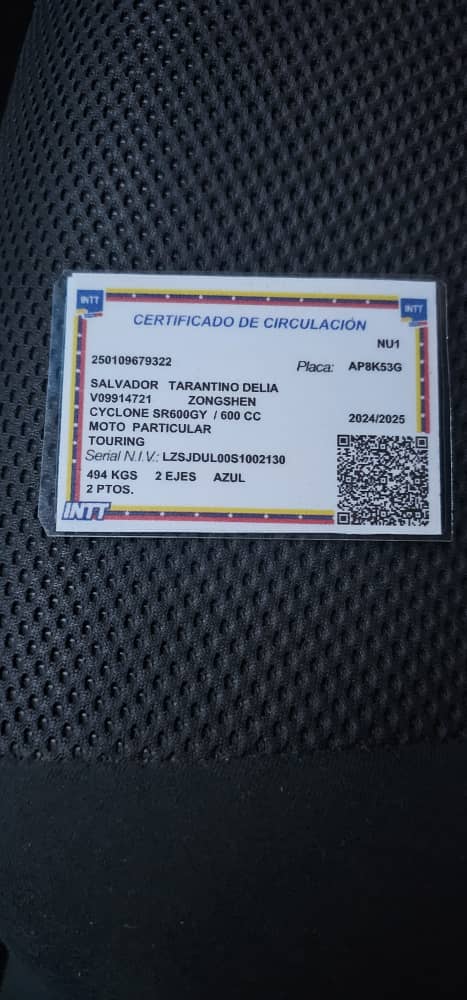 INTT
INTT
CERTIFICADO DE CIRCULACIÓN
NU1
250109679322
Placa: AP8K53G
SALVADOR TARANTINO DELIA
V09914721 ZONGSHEN
CYCLONE SR600GY / 600 CC
2024/2025
MOTO PARTICULAR
TOURING
Serial N.I.V.: LZSJDUL00S1002130
494 KGS 2 EJES AZUL
2 PTOS.
INTT